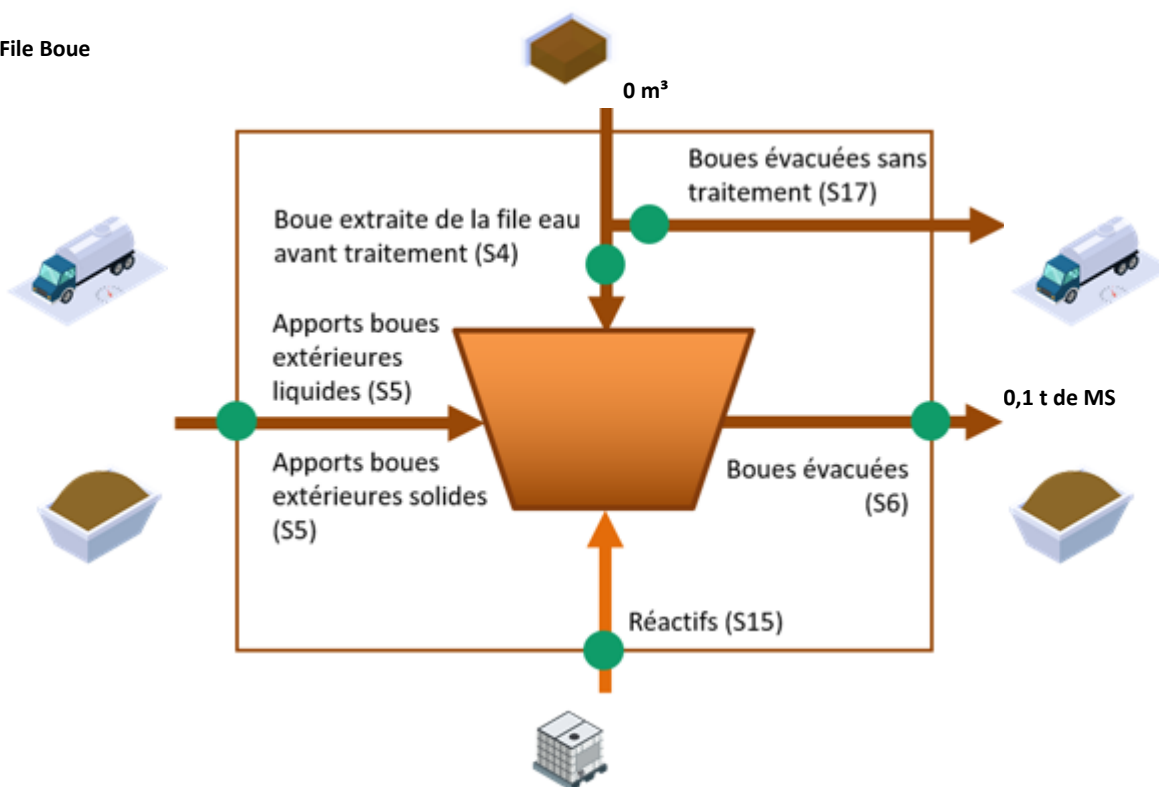 File Boue
0 m³
Boues évacuées sans
traitement (S17)
Boue extraite de la file eau
avant traitement (S4)
Apports boues
extérieures
liquides (S5)
0,1 t de MS
Apports boues
extérieures solides
(S5)
Boues évacuées
(S6)
Réactifs (S15)